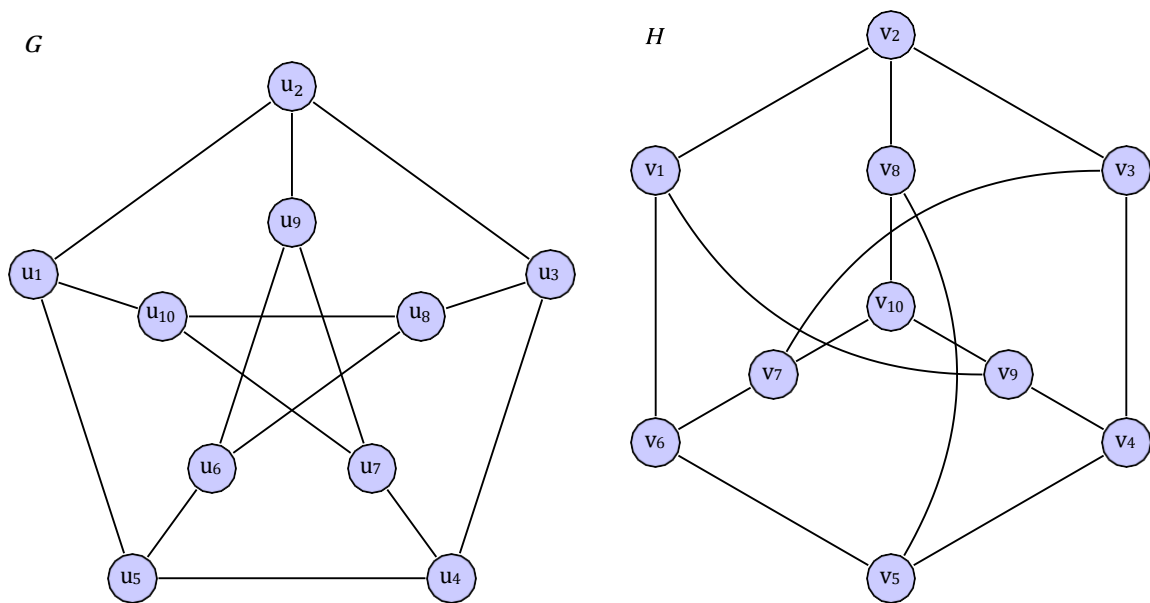 G
H
v₂
u₂
v₁
v₈
v₃
u₉
u₁
u₃
u₁₀
u₈
v₁₀
v₇
v₉
v₆
v₄
u₆
u₇
u₅
u₄
v₅